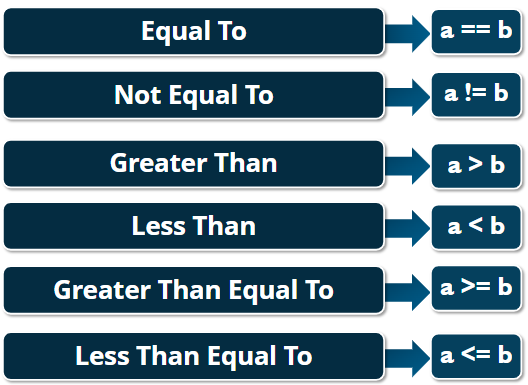 Equal To
a == b
Not Equal To
a != b
Greater Than
a > b
Less Than
a < b
Greater Than Equal To
a >= b
Less Than Equal To
a <= b